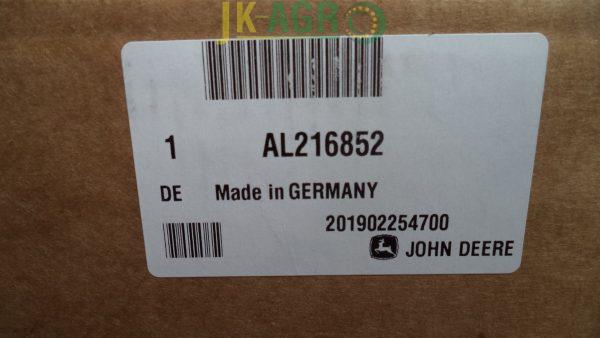 JK-AGRO
1 AL216852
DE Made in GERMANY
201902254700
JOHN DEERE